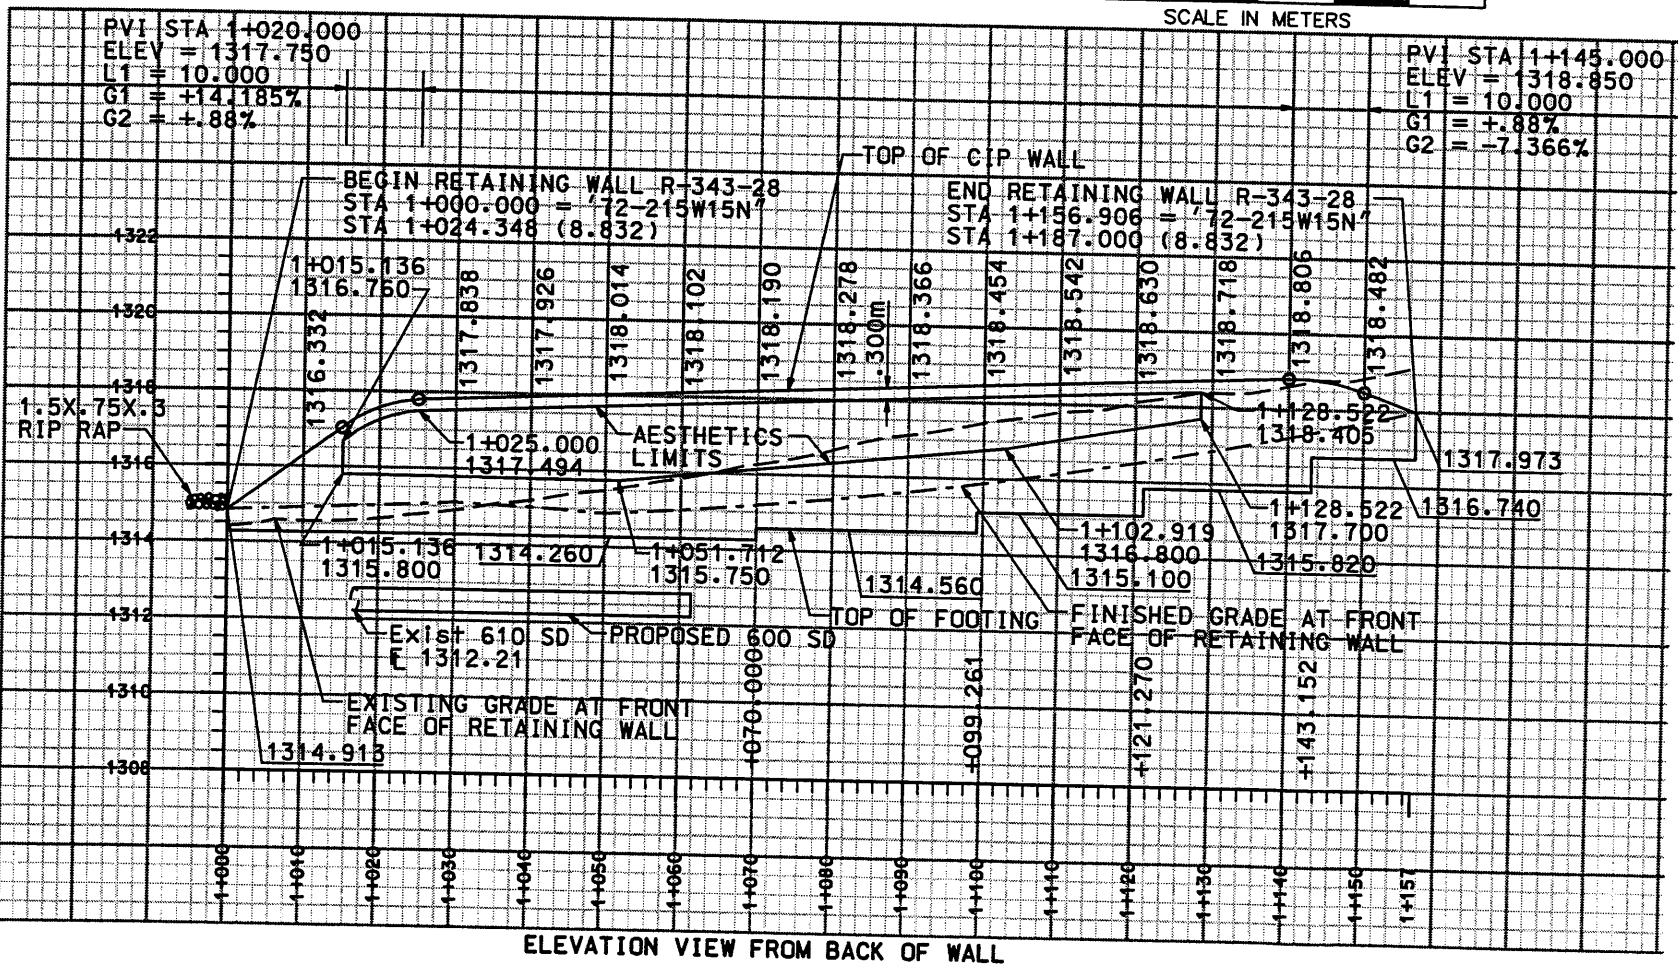 SCALE IN METERS
PVI STA 1+020.000
ELEV = 1317.750
L1 = 10.000
G1 = +14.185%
G2 = +.88%
PVI STA 1+145.000
ELEV = 1318.850
L1 = 10.000
G1 = +.88%
G2 = -7.366%
TOP OF CIP WALL
BEGIN RETAINING WALL R-343-28
STA 1+000.000 = '72-215W15N"
STA 1+024.348 (8.832)
END RETAINING WALL R-343-28
STA 1+156.906 = '72-215W15N"
STA 1+187.000 (8.832)
1322
1320
1318
1316
1314
1312
1310
1308
1+015.136
1316.760
1316.332
1317.838
1317.926
1318.014
1318.102
1318.190
1318.278
.300m
1318.366
1318.454
1318.542
1318.630
1318.718
1318.806
1318.482
1.5X.75X.3
RIP RAP
1+025.000
1317.494
AESTHETICS
LIMITS
1+128.522
1318.405
1317.973
1+128.522
1317.700
1316.740
1+015.136
1315.800
1314.260
1+051.712
1315.750
1314.560
1+102.919
1316.800
1315.100
1315.820
TOP OF FOOTING
FINISHED GRADE AT FRONT
FACE OF RETAINING WALL
Exist 610 SD
1312.21
PROPOSED 600 SD
EXISTING GRADE AT FRONT
FACE OF RETAINING WALL
1314.913
+070.000
+099.261
+121.270
+143.152
1+000
1+010
1+020
1+030
1+040
1+050
1+060
1+070
1+080
1+090
1+100
1+110
1+120
1+130
1+140
1+150
1+157
ELEVATION VIEW FROM BACK OF WALL